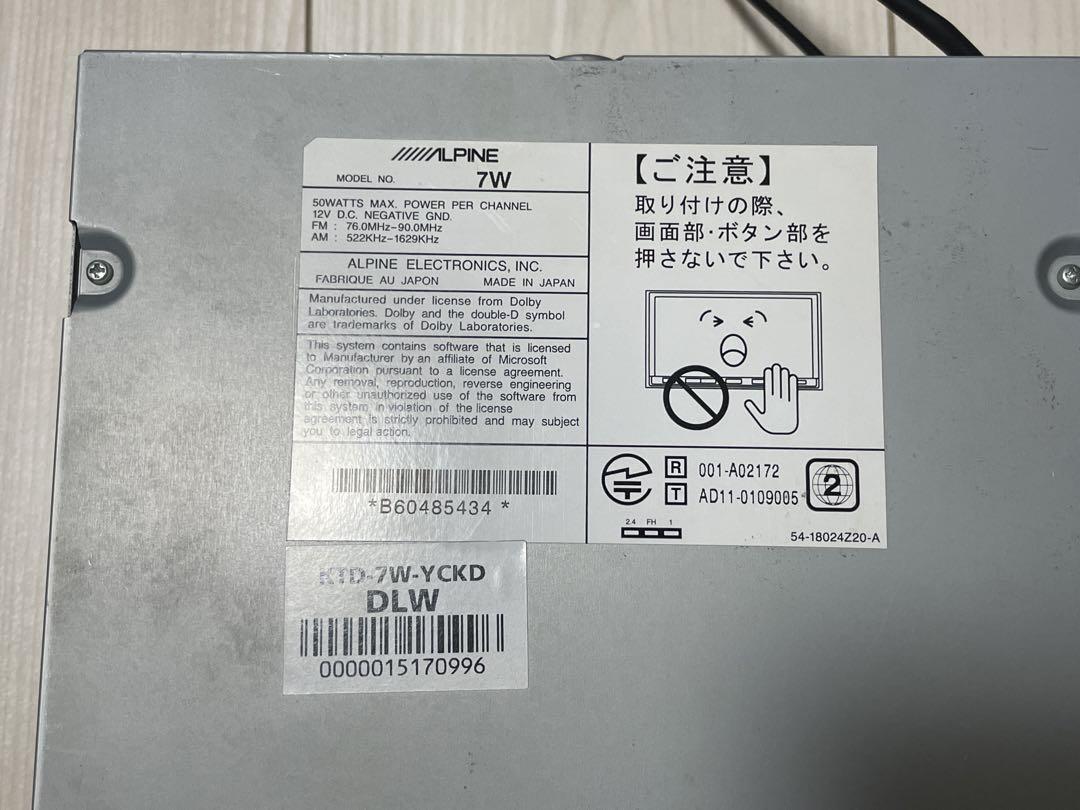 ALPINE
MODEL NO. 7W
50WATTS MAX. POWER PER CHANNEL
12V D.C. NEGATIVE GND.
FM : 76.0MHz-90.0MHz
AM : 522KHz-1629KHz
ALPINE ELECTRONICS, INC.
FABRIQUE AU JAPON MADE IN JAPAN
Manufactured under license from Dolby
Laboratories. Dolby and the double-D symbol
are trademarks of Dolby Laboratories.
This system contains software that is licensed
to Manufacturer by an affiliate of Microsoft
Corporation pursuant to a license agreement.
Any removal, reproduction, reverse engineering
or other unauthorized use of the software from
this system in violation of the license
agreement is strictly prohibited and may subject
you to legal action.
*B60485434 *
【ご注意】
取り付けの際、
画面部・ボタン部を
押さないで下さい。
R 001-A02172
T AD11-0109005
2
2.4 FH 1
54-18024Z20-A
KTD-7W-YCKD
DLW
0000015170996